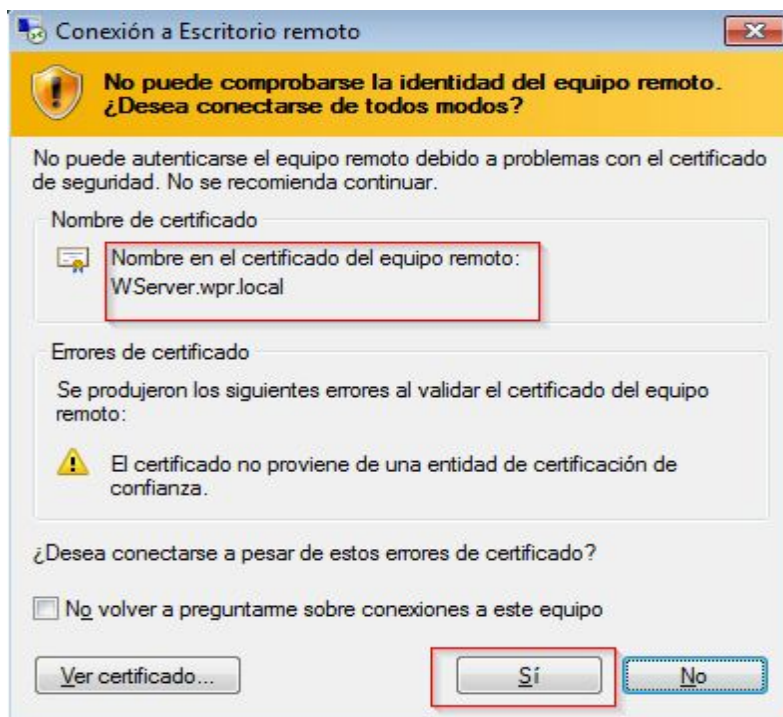 Conexión a Escritorio remoto
No puede comprobarse la identidad del equipo remoto.
¿Desea conectarse de todos modos?
No puede autenticarse el equipo remoto debido a problemas con el certificado
de seguridad. No se recomienda continuar.
Nombre de certificado
Nombre en el certificado del equipo remoto:
WServer.wpr.local
Errores de certificado
Se produjeron los siguientes errores al validar el certificado del equipo
remoto:
El certificado no proviene de una entidad de certificación de
confianza.
¿Desea conectarse a pesar de estos errores de certificado?
No volver a preguntarme sobre conexiones a este equipo
Ver certificado... Sí No